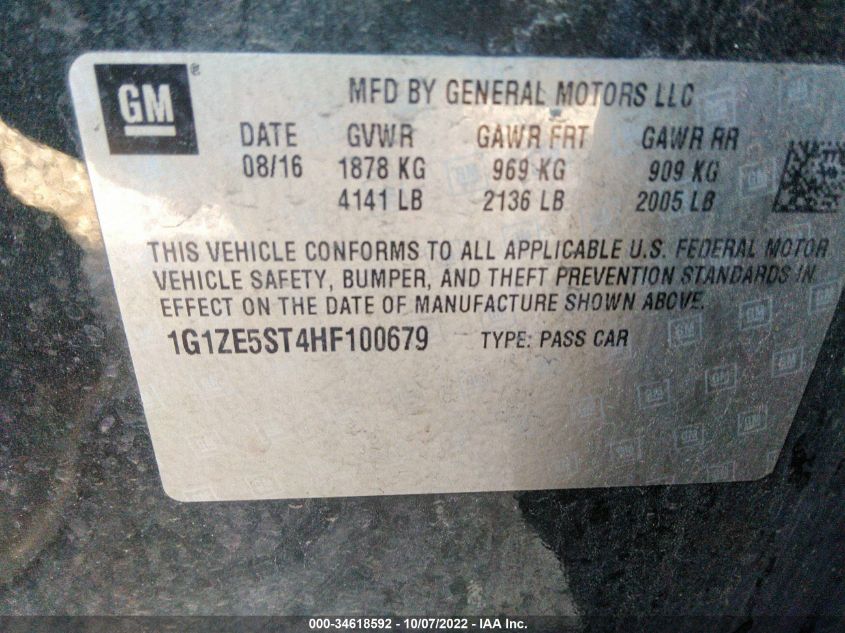 GM ®
MFD BY GENERAL MOTORS LLC
DATE GVWR GAWR FRT GAWR RR
08/16 1878 KG 969 KG 909 KG
4141 LB 2136 LB 2005 LB
THIS VEHICLE CONFORMS TO ALL APPLICABLE U.S. FEDERAL MOTOR
VEHICLE SAFETY, BUMPER, AND THEFT PREVENTION STANDARDS IN
EFFECT ON THE DATE OF MANUFACTURE SHOWN ABOVE.
1G1ZE5ST4HF100679 TYPE: PASS CAR
000-34618592 - 10/07/2022 - IAA Inc.